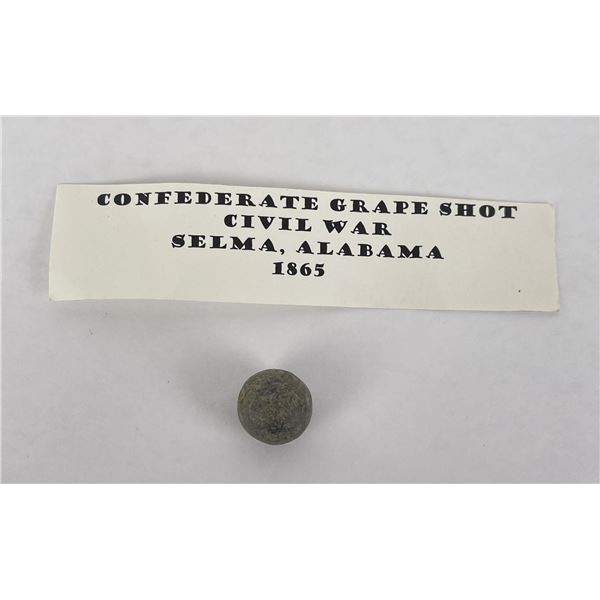 CONFEDERATE GRAPE SHOT
CIVIL WAR
SELMA, ALABAMA
1865